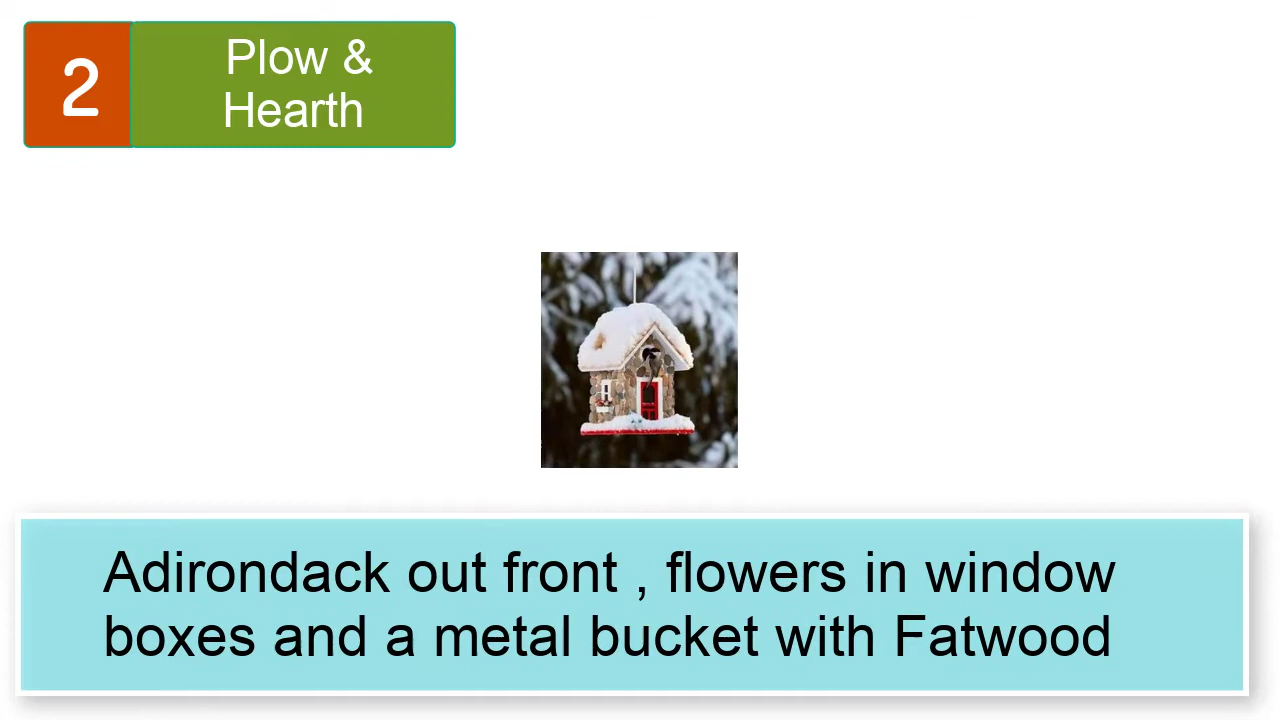 2
Plow &
Hearth
Adirondack out front , flowers in window
boxes and a metal bucket with Fatwood